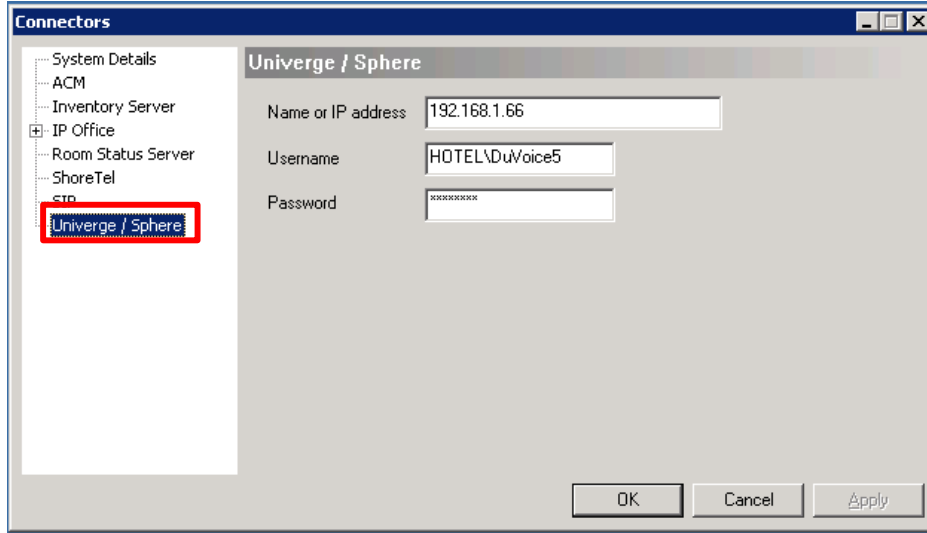 Connectors
System Details
ACM
Inventory Server
IP Office
Room Status Server
ShoreTel
SIP
Univerge / Sphere
Univerge / Sphere
Name or IP address 192.168.1.66
Username HOTEL\DuVoice5
Password xxxxxxxx
OK Cancel Apply